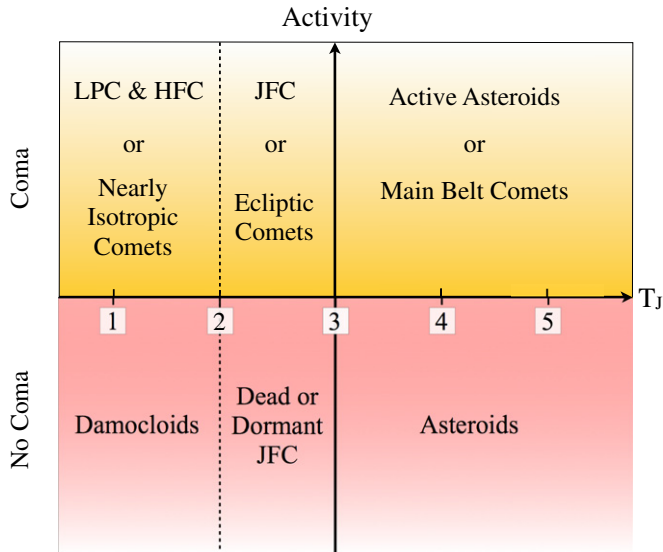 Activity
LPC & HFC
or
Nearly
Isotropic
Comets
JFC
or
Ecliptic
Comets
Active Asteroids
or
Main Belt Comets
Coma
TJ
1
2
3
4
5
No Coma
Damocloids
Dead or
Dormant
JFC
Asteroids